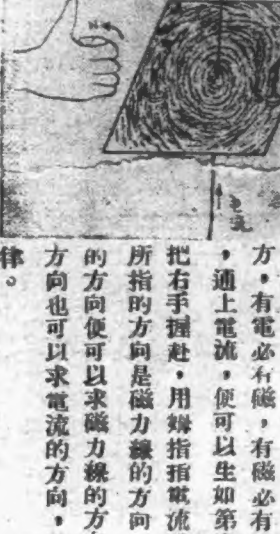 电流
方，有電必有磁，有磁必有
，通上電流，便可以生如第
把右手握赴，用姆指指電流
所指的方向是磁力線的方向
的方向便可以求磁力線的方
方向也可以求電流的方向，
律。